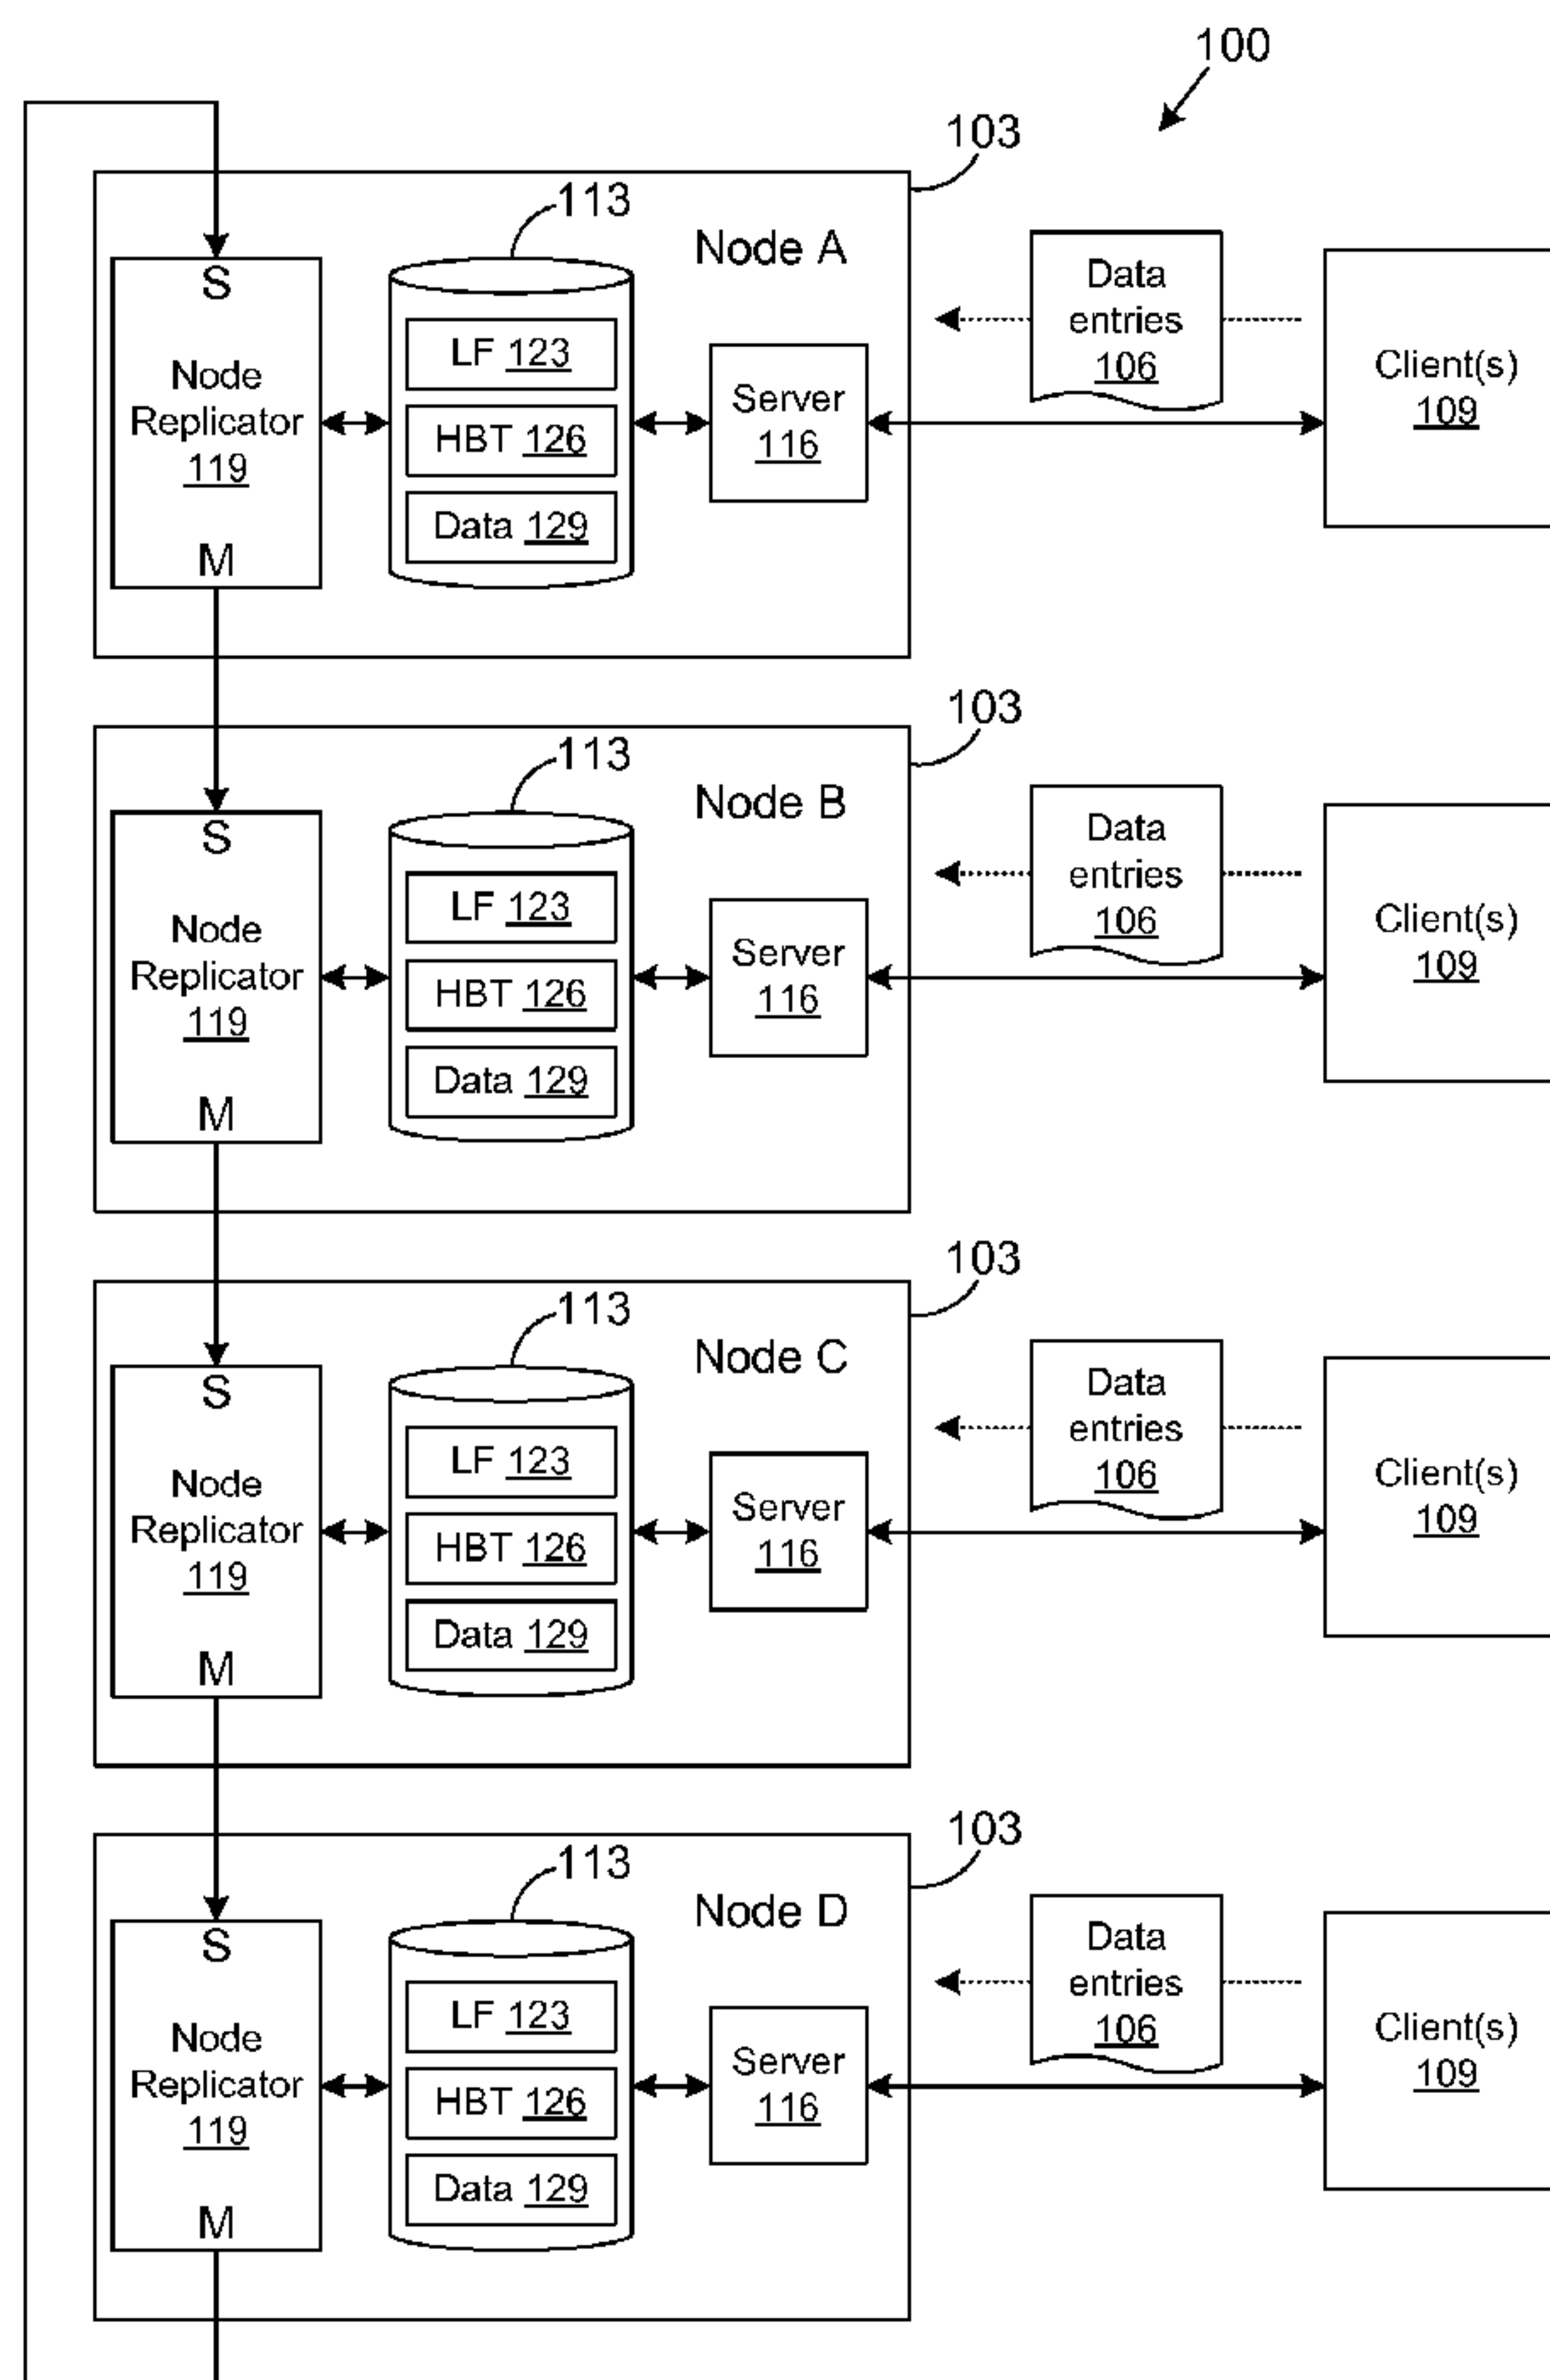 100
103
113
Node A
S
Node
Replicator
119
M
LF 123
HBT 126
Data 129
Server
116
Data
entries
106
Client(s)
109
103
113
Node B
S
Node
Replicator
119
M
LF 123
HBT 126
Data 129
Server
116
Data
entries
106
Client(s)
109
103
113
Node C
S
Node
Replicator
119
M
LF 123
HBT 126
Data 129
Server
116
Data
entries
106
Client(s)
109
103
113
Node D
S
Node
Replicator
119
M
LF 123
HBT 126
Data 129
Server
116
Data
entries
106
Client(s)
109